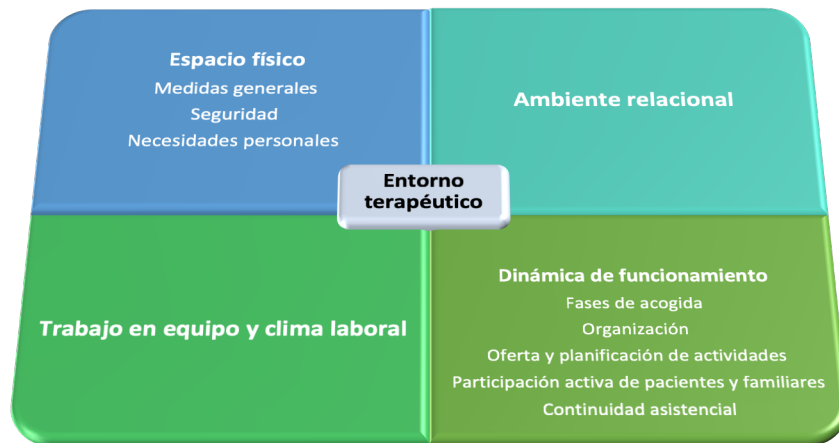 Espacio físico
Medidas generales
Seguridad
Necesidades personales
Ambiente relacional
Entorno
terapéutico
Trabajo en equipo y clima laboral
Dinámica de funcionamiento
Fases de acogida
Organización
Oferta y planificación de actividades
Participación activa de pacientes y familiares
Continuidad asistencial